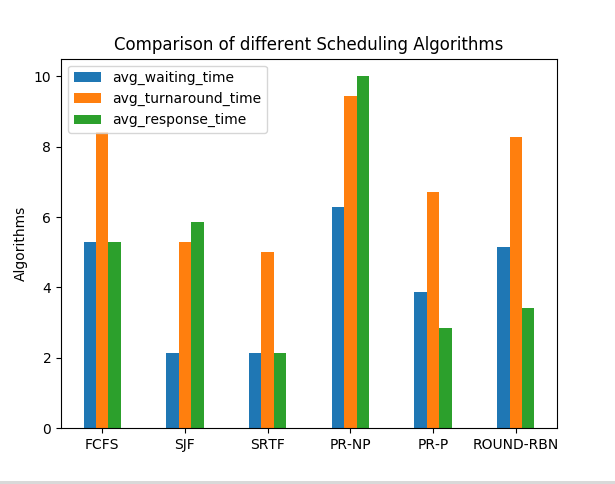 Comparison of different Scheduling Algorithms
avg_waiting_time
avg_turnaround_time
avg_response_time
Algorithms
10
8
6
4
2
0
FCFS SJF SRTF PR-NP PR-P ROUND-RBN